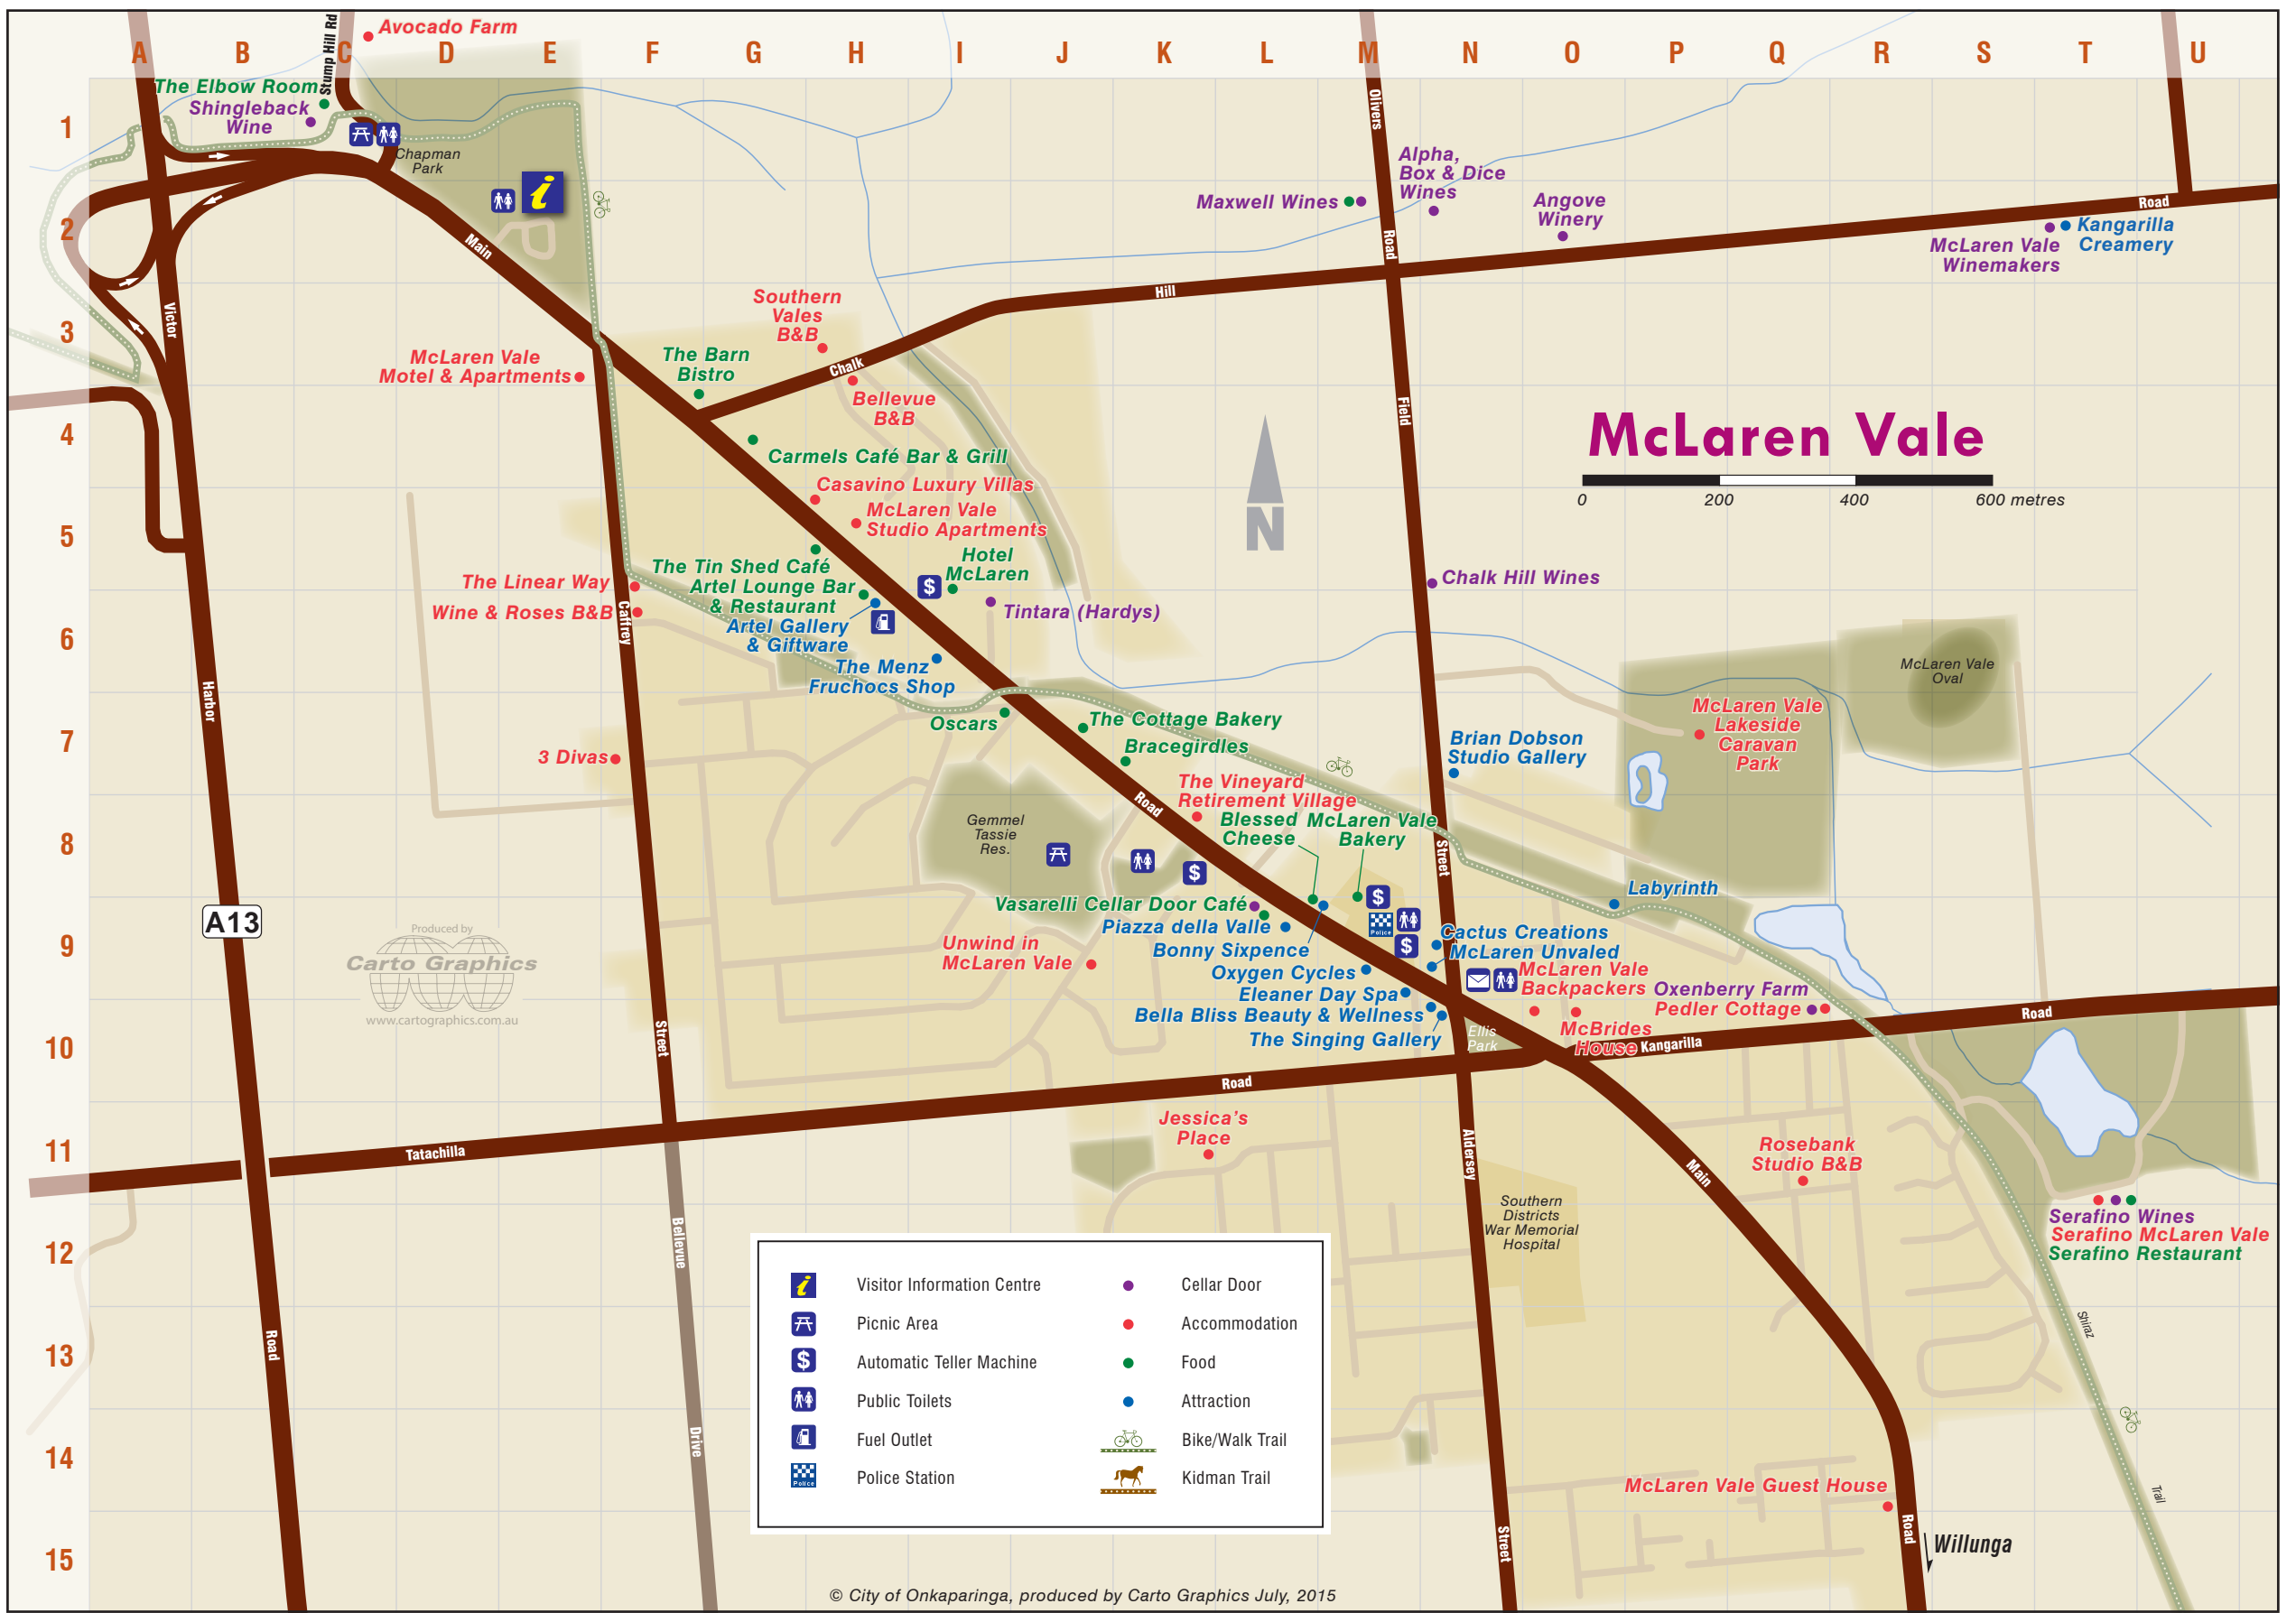 A B C D E F G H I J K L M N O P Q R S T U
1
2
3
4
5
6
7
8
9
10
11
12
13
14
15
Stump Hill Rd
Avocado Farm
The Elbow Room
Shingleback
Wine
Chapman
Park
i
Main
Victor
Harbor
Road
A13
Olivers
Road
Maxwell Wines
Alpha,
Box & Dice
Wines
Angove
Winery
Road
McLaren Vale
Winemakers
Kangarilla
Creamery
Hill
Chalk
Southern
Vales
B&B
McLaren Vale
Motel & Apartments
The Barn
Bistro
Bellevue
B&B
Field
Street
McLaren Vale
0 200 400 600 metres
N
Carmels Café Bar & Grill
Casavino Luxury Villas
McLaren Vale
Studio Apartments
The Tin Shed Café
Hotel
McLaren
$
Artel Lounge Bar
& Restaurant
Artel Gallery
& Giftware
Tintara (Hardys)
The Linear Way
Wine & Roses B&B
Caffrey
Street
The Menz
Fruchocs Shop
Chalk Hill Wines
McLaren Vale
Oval
Oscars
The Cottage Bakery
Bracegirdles
3 Divas
Brian Dobson
Studio Gallery
McLaren Vale
Lakeside
Caravan
Park
Road
The Vineyard
Retirement Village
Blessed
Cheese
McLaren Vale
Bakery
Gemmel
Tassie
Res.
$
$
Police
$
Labyrinth
Vasarelli Cellar Door Café
Piazza della Valle
Bonny Sixpence
Oxygen Cycles
Eleaner Day Spa
Bella Bliss Beauty & Wellness
The Singing Gallery
Cactus Creations
McLaren Unvaled
McLaren Vale
Backpackers
Oxenberry Farm
Pedler Cottage
McBrides
House
Ellis
Park
Kangarilla
Road
Unwind in
McLaren Vale
Produced by
Carto Graphics
www.cartographics.com.au
Tatachilla
Road
Jessica's
Place
Aldersey
Street
Main
Road
Southern
Districts
War Memorial
Hospital
Rosebank
Studio B&B
Serafino Wines
Serafino McLaren Vale
Serafino Restaurant
Bellevue
Drive
Shiraz
Trail
McLaren Vale Guest House
Willunga
i Visitor Information Centre
Picnic Area
$ Automatic Teller Machine
Public Toilets
Fuel Outlet
Police Police Station
Cellar Door
Accommodation
Food
Attraction
Bike/Walk Trail
Kidman Trail
© City of Onkaparinga, produced by Carto Graphics July, 2015